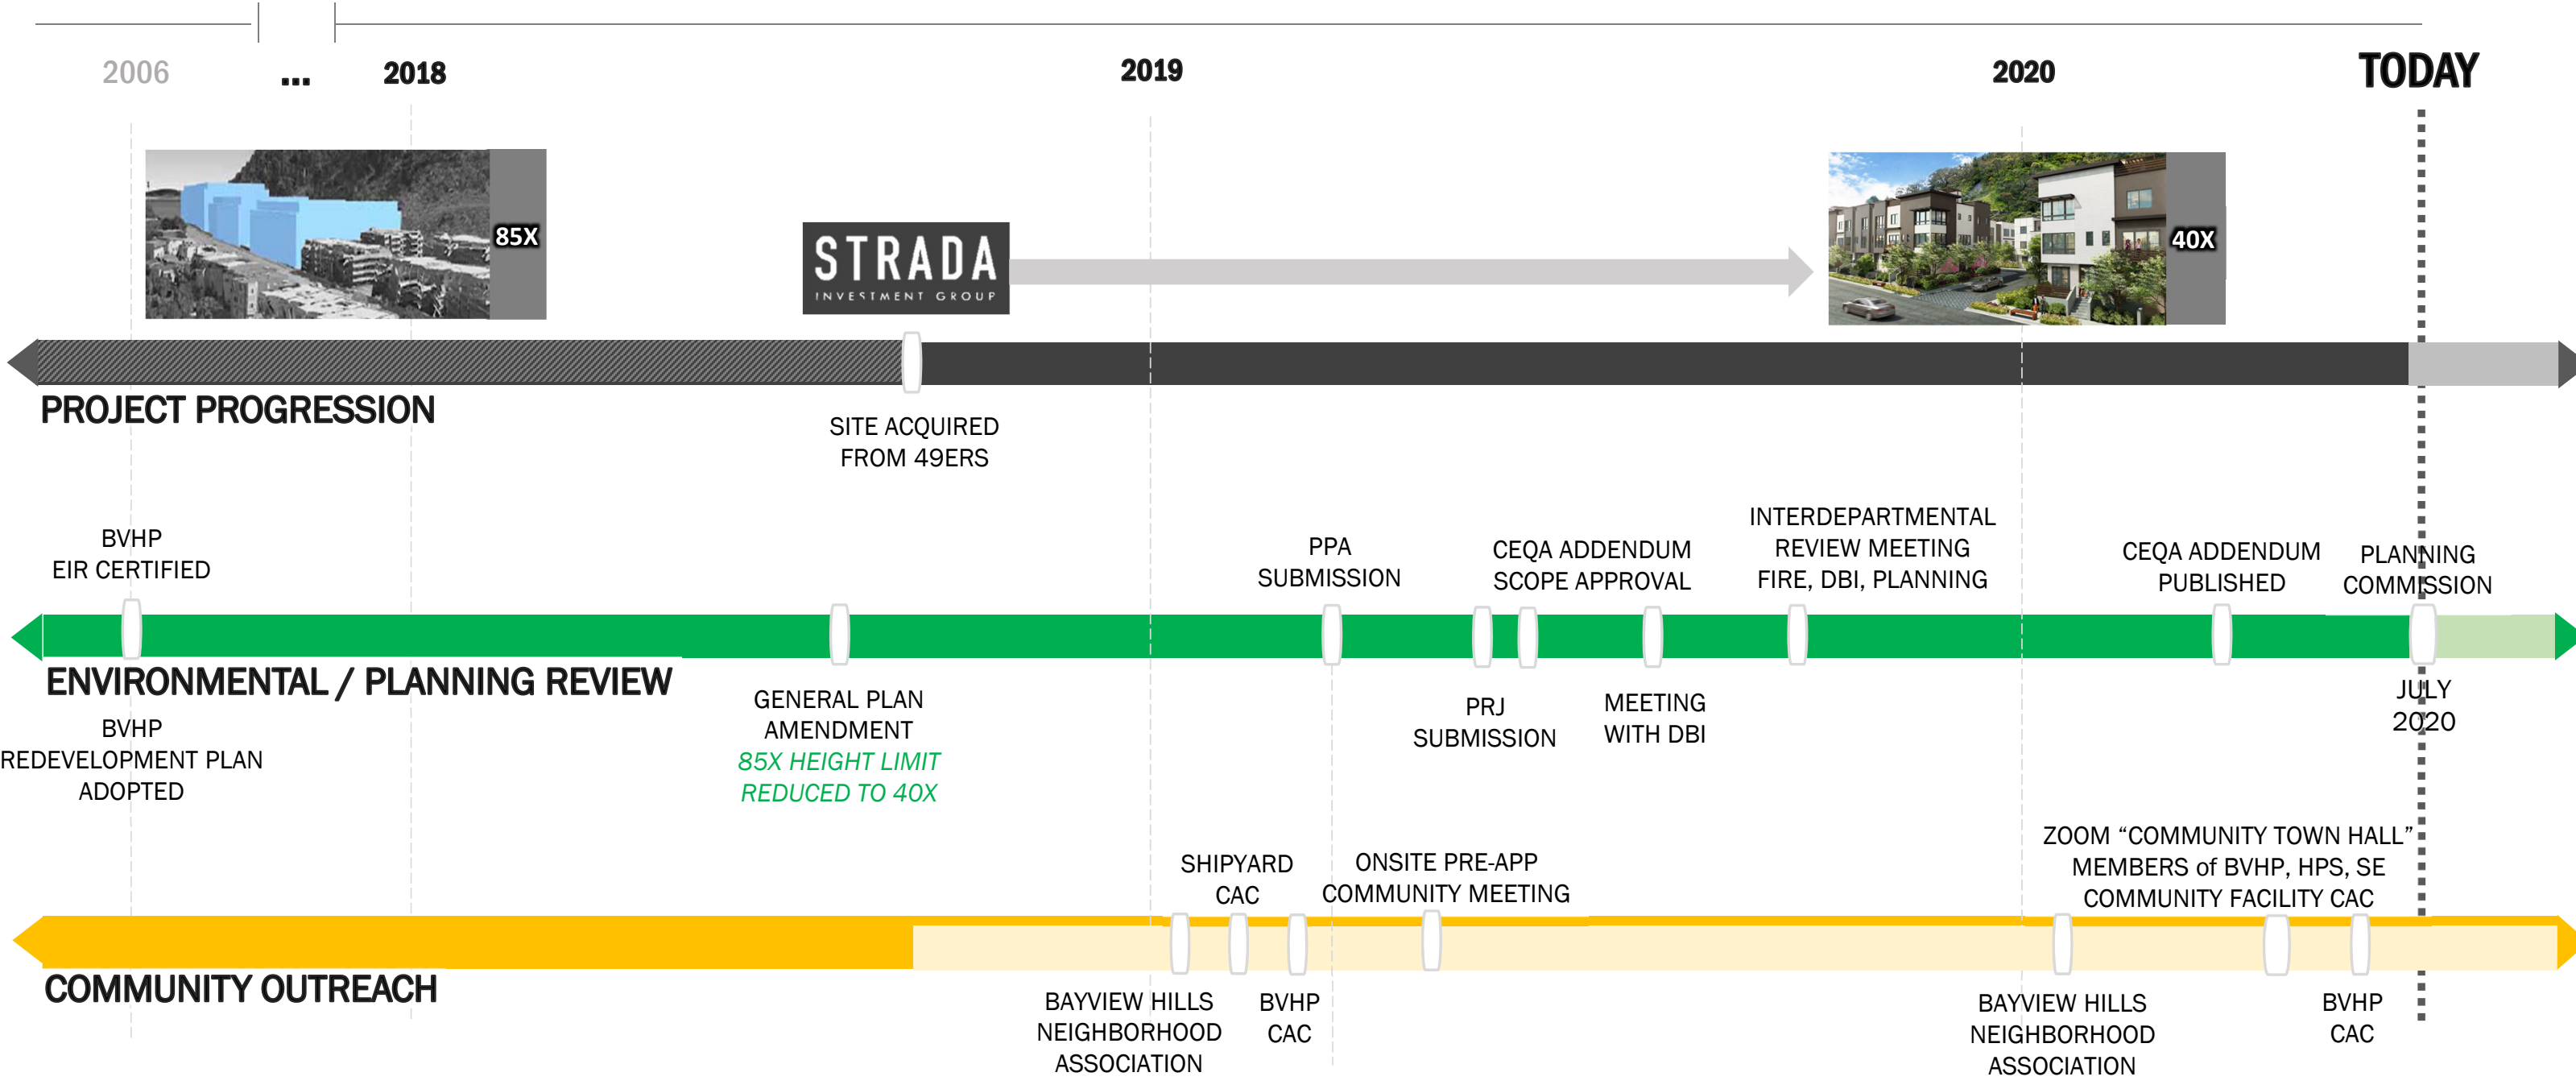 2006
...
2018
2019
2020
TODAY
85X
STRADA
INVESTMENT GROUP
40X
PROJECT PROGRESSION
SITE ACQUIRED
FROM 49ERS
BVHP
EIR CERTIFIED
PPA
SUBMISSION
CEQA ADDENDUM
SCOPE APPROVAL
INTERDEPARTMENTAL
REVIEW MEETING
FIRE, DBI, PLANNING
CEQA ADDENDUM
PUBLISHED
PLANNING
COMMISSION
ENVIRONMENTAL / PLANNING REVIEW
BVHP
REDEVELOPMENT PLAN
ADOPTED
GENERAL PLAN
AMENDMENT
85X HEIGHT LIMIT
REDUCED TO 40X
PRJ
SUBMISSION
MEETING
WITH DBI
JULY
2020
SHIPYARD
CAC
ONSITE PRE-APP
COMMUNITY MEETING
ZOOM “COMMUNITY TOWN HALL”
MEMBERS of BVHP, HPS, SE
COMMUNITY FACILITY CAC
COMMUNITY OUTREACH
BAYVIEW HILLS
NEIGHBORHOOD
ASSOCIATION
BVHP
CAC
BAYVIEW HILLS
NEIGHBORHOOD
ASSOCIATION
BVHP
CAC